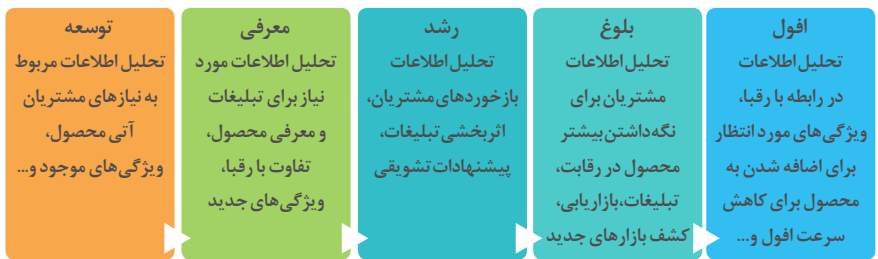 توسعه
تحلیل اطلاعات مربوط
به نیازهای مشتریان
آتی محصول،
ویژگی‌های موجود و...
معرفی
تحلیل اطلاعات مورد
نیاز برای تبلیغات
و معرفی محصول،
تفاوت با رقبا،
ویژگی‌های جدید
رشد
تحلیل اطلاعات
بازخوردهای مشتریان،
اثربخشی تبلیغات،
پیشنهادات تشویقی
بلوغ
تحلیل اطلاعات
مشتریان برای
نگه‌داشتن بیشتر
محصول در رقابت،
تبلیغات، بازاریابی،
کشف بازارهای جدید
افول
تحلیل اطلاعات
در رابطه با رقبا،
ویژگی‌های مورد انتظار
برای اضافه شدن به
محصول برای کاهش
سرعت افول و...